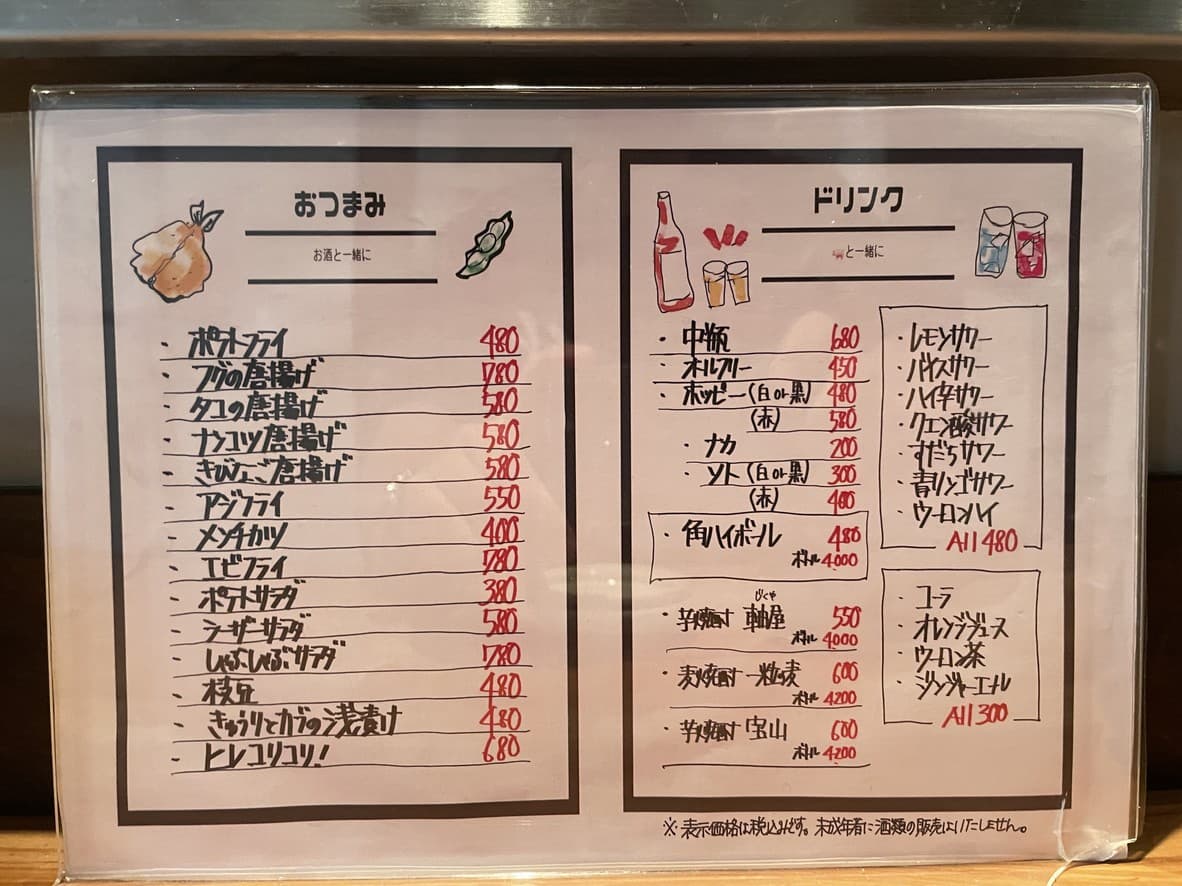 おつまみ
お酒と一緒に
・ポテトフライ 480
・フグの唐揚げ 780
・タコの唐揚げ 580
・ナンコツ唐揚げ 580
・きびなご唐揚げ 580
・アジフライ 550
・メンチカツ 400
・エビフライ 780
・ポテトサラダ 380
・シーザーサラダ 580
・しゃぶしゃぶサラダ 780
・枝豆 480
・きゅうりとカブの浅漬け 480
・ヒレコリコリ! 680
ドリンク
と一緒に
・中瓶 680
・オールフリー 450
・ホッピー(白or黒) 480
(赤) 580
・ナカ 200
・ソト(白or黒) 300
(赤) 400
・角ハイボール 480
ボトル 4000
じくや
・芋焼酎 軸屋 550
ボトル 4000
・麦焼酎 一粒の麦 600
ボトル 4200
・芋焼酎 宝山 600
ボトル 4200
・レモンサワー
・バイスサワー
・ハイ辛サワー
・クエン酸サワー
・すだちサワー
・青リンゴサワー
・ウーロンハイ
All 480
・コーラ
・オレンジジュース
・ウーロン茶
・ジンジャーエール
All 300
※表示価格は税込みです。未成年者に酒類の販売はいたしません。